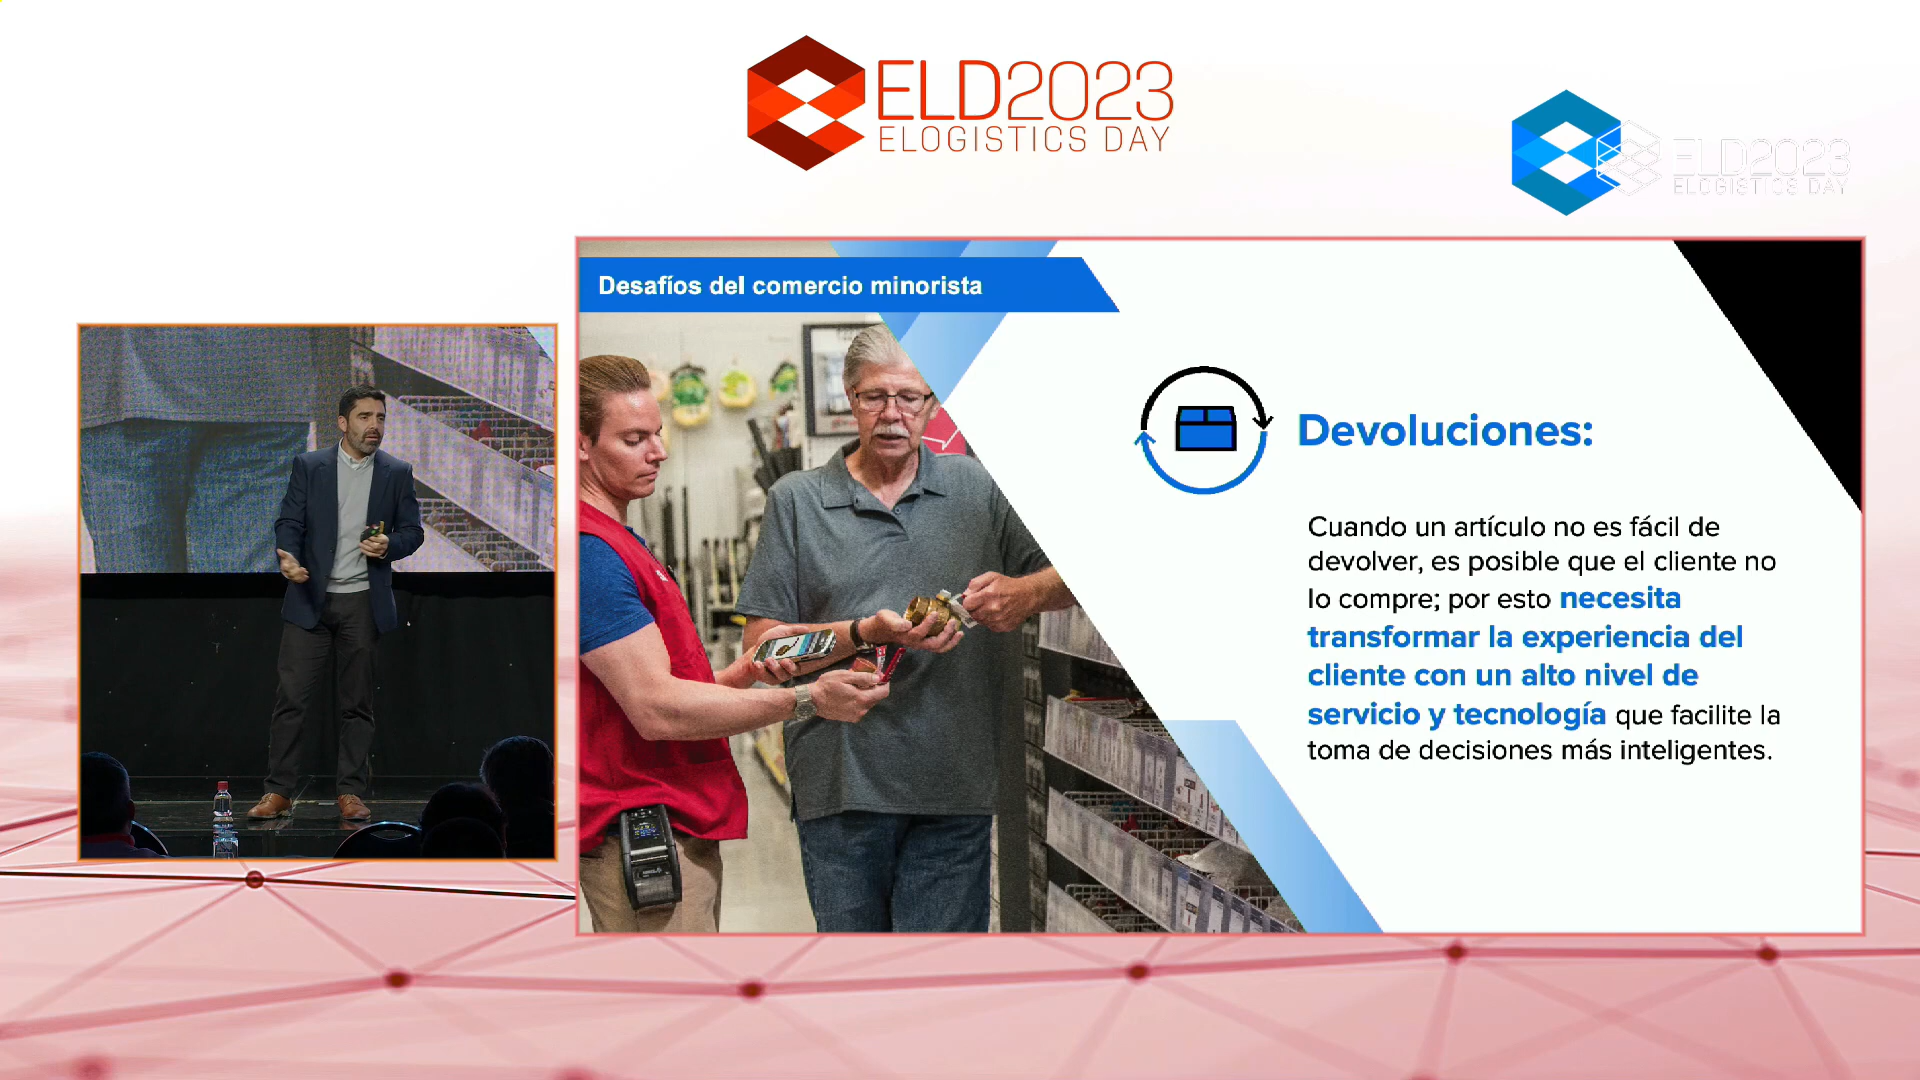 ELD2023
ELOGISTICS DAY
ELD2023
ELOGISTICS DAY
Desafíos del comercio minorista
Devoluciones:
Cuando un artículo no es fácil de
devolver, es posible que el cliente no
lo compre; por esto necesita
transformar la experiencia del
cliente con un alto nivel de
servicio y tecnología que facilite la
toma de decisiones más inteligentes.